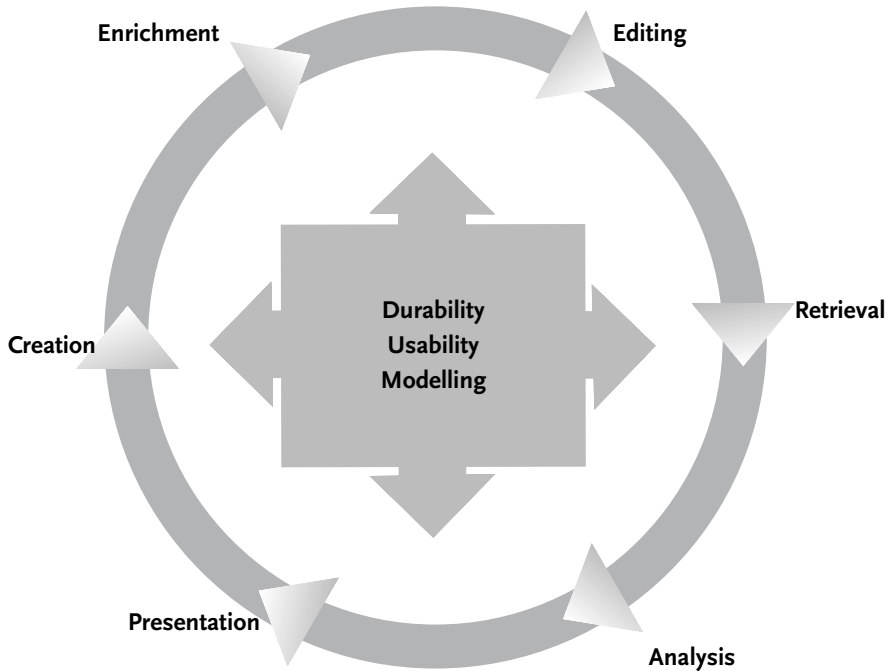 Enrichment
Editing
Durability
Usability
Modelling
Retrieval
Creation
Presentation
Analysis